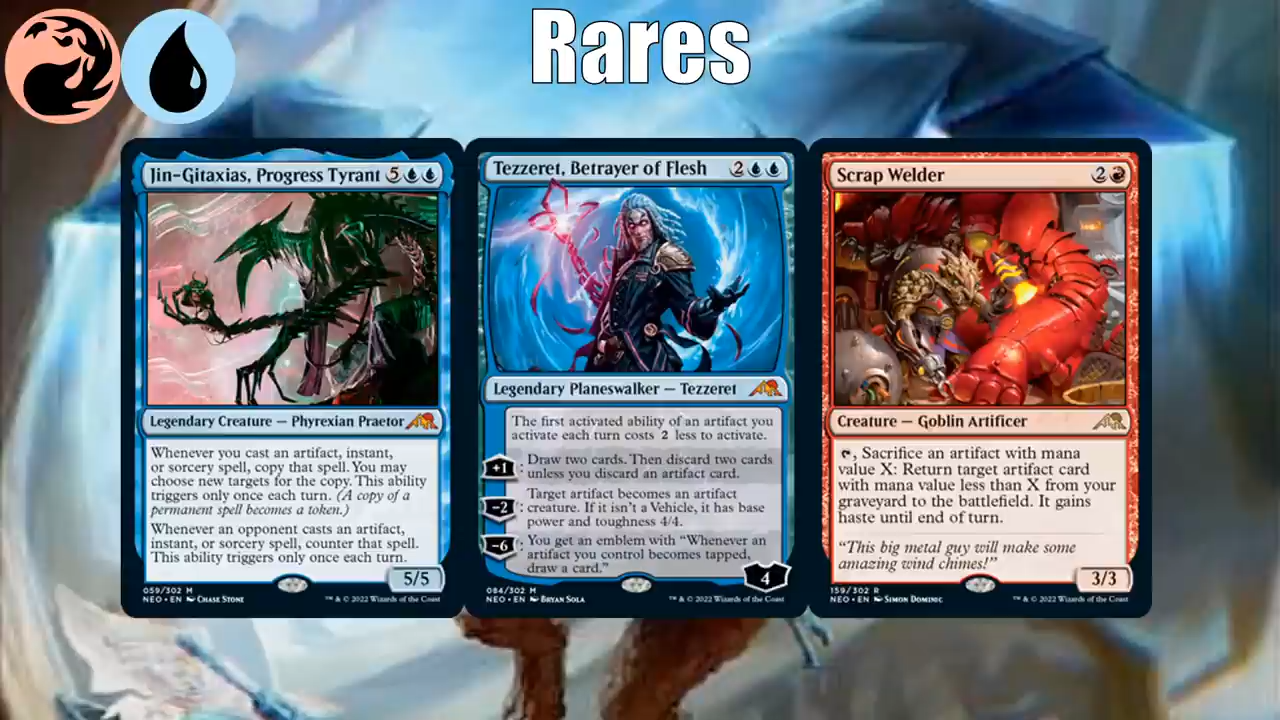 Rares
Jin-Gitaxias, Progress Tyrant 5
Legendary Creature — Phyrexian Praetor
Whenever you cast an artifact, instant,
or sorcery spell, copy that spell. You may
choose new targets for the copy. This ability
triggers only once each turn. (A copy of a
permanent spell becomes a token.)
Whenever an opponent casts an artifact,
instant, or sorcery spell, counter that spell.
This ability triggers only once each turn.
5/5
059/302 M
NEO • EN CHASE STONE
™ & © 2022 Wizards of the Coast
Tezzeret, Betrayer of Flesh 2
Legendary Planeswalker — Tezzeret
The first activated ability of an artifact you
activate each turn costs 2 less to activate.
+1: Draw two cards. Then discard two cards
unless you discard an artifact card.
−2: Target artifact becomes an artifact
creature. If it isn't a Vehicle, it has base
power and toughness 4/4.
−6: You get an emblem with “Whenever an
artifact you control becomes tapped,
draw a card.”
4
084/302 M
NEO • EN BRYAN SOLA
™ & © 2022 Wizards of the Coast
Scrap Welder 2
Creature — Goblin Artificer
, Sacrifice an artifact with mana
value X: Return target artifact card
with mana value less than X from your
graveyard to the battlefield. It gains
haste until end of turn.
“This big metal guy will make some
amazing wind chimes!”
3/3
159/302 R
NEO • EN SIMON DOMINIC
™ & © 2022 Wizards of the Coast